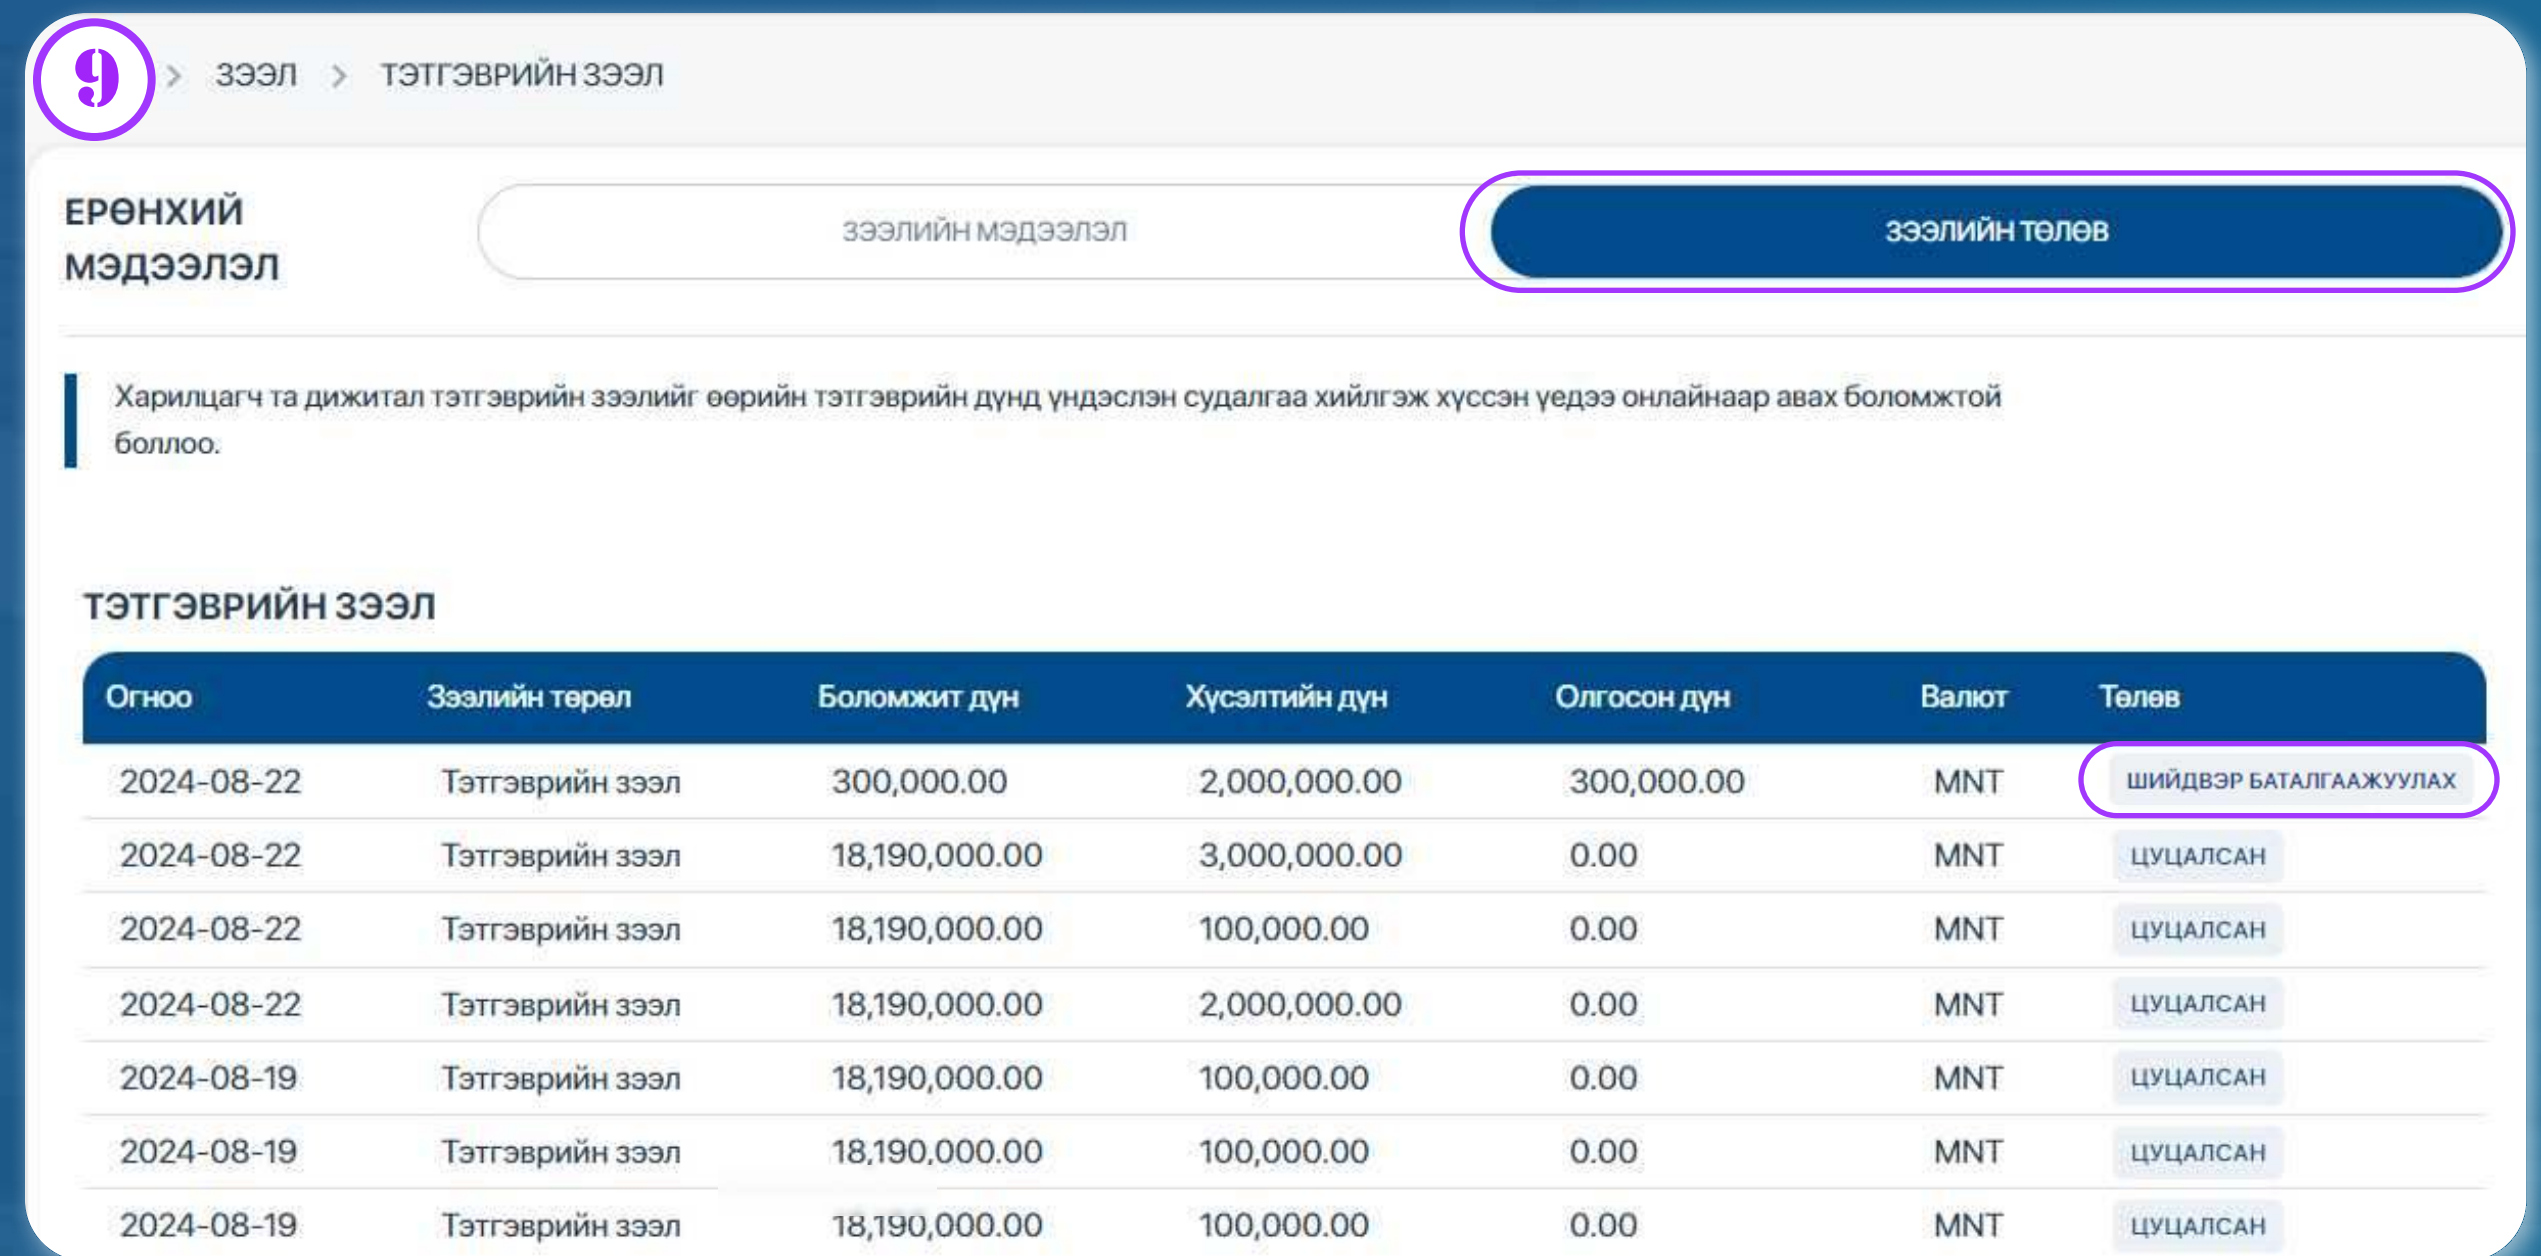 9 > ЗЭЭЛ > ТЭТГЭВРИЙН ЗЭЭЛ
ЕРӨНХИЙ
МЭДЭЭЛЭЛ
ЗЭЭЛИЙН МЭДЭЭЛЭЛ
ЗЭЭЛИЙН ТӨЛӨВ
Харилцагч та дижитал тэтгэврийн зээлийг өөрийн тэтгэврийн дүнд үндэслэн судалгаа хийлгэж хүссэн үедээ онлайнаар авах боломжтой
боллоо.
ТЭТГЭВРИЙН ЗЭЭЛ
Огноо Зээлийн төрөл Боломжит дүн Хүсэлтийн дүн Олгосон дүн Валют Төлөв
2024-08-22 Тэтгэврийн зээл 300,000.00 2,000,000.00 300,000.00 MNT ШИЙДВЭР БАТАЛГААЖУУЛАХ
2024-08-22 Тэтгэврийн зээл 18,190,000.00 3,000,000.00 0.00 MNT ЦУЦАЛСАН
2024-08-22 Тэтгэврийн зээл 18,190,000.00 100,000.00 0.00 MNT ЦУЦАЛСАН
2024-08-22 Тэтгэврийн зээл 18,190,000.00 2,000,000.00 0.00 MNT ЦУЦАЛСАН
2024-08-19 Тэтгэврийн зээл 18,190,000.00 100,000.00 0.00 MNT ЦУЦАЛСАН
2024-08-19 Тэтгэврийн зээл 18,190,000.00 100,000.00 0.00 MNT ЦУЦАЛСАН
2024-08-19 Тэтгэврийн зээл 18,190,000.00 100,000.00 0.00 MNT ЦУЦАЛСАН